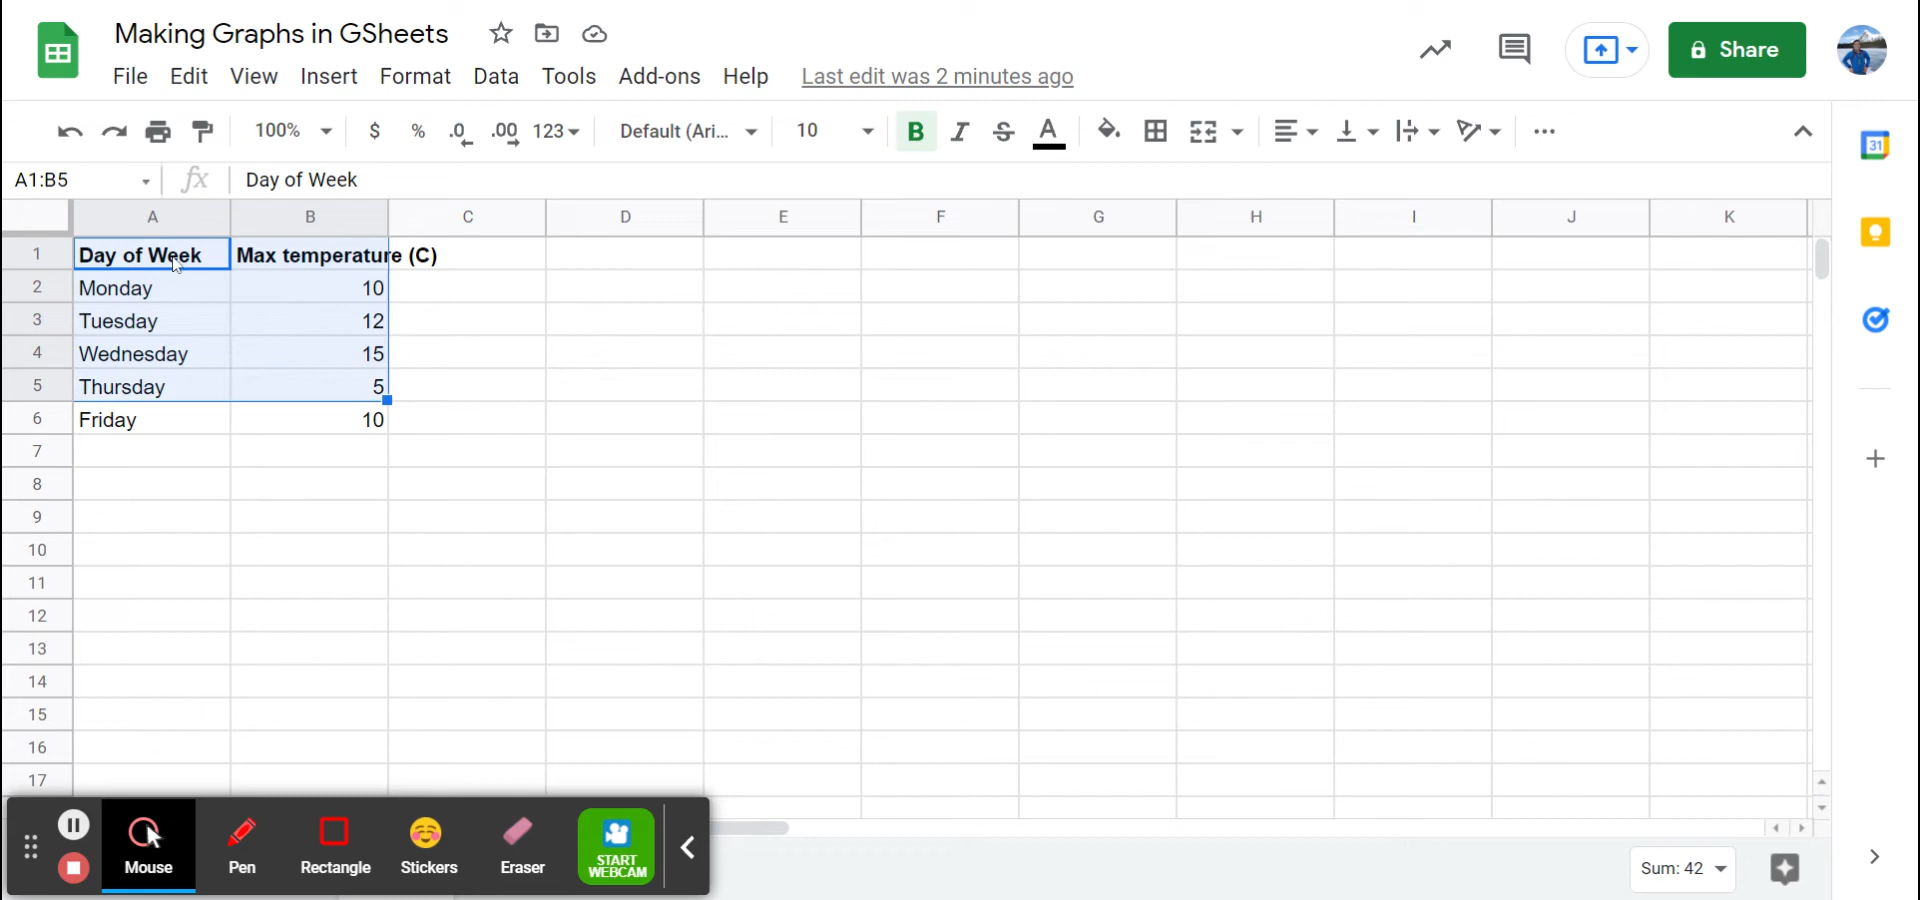 Making Graphs in GSheets
File Edit View Insert Format Data Tools Add-ons Help Last edit was 2 minutes ago
Share
100% $ % .0 .00 123 Default (Ari... 10 B I S A
31
A1:B5 fx Day of Week
A B C D E F G H I J K
1 Day of Week Max temperature (C)
2 Monday 10
3 Tuesday 12
4 Wednesday 15
5 Thursday 5
6 Friday 10
7
8
9
10
11
12
13
14
15
16
17
Mouse Pen Rectangle Stickers Eraser START WEBCAM
Sum: 42